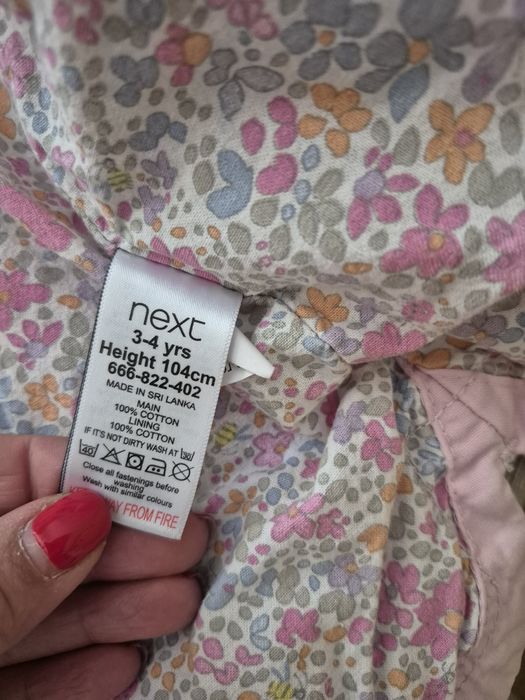 next
3-4 yrs
Height 104cm
666-822-402
MADE IN SRI LANKA
MAIN
100% COTTON
LINING
100% COTTON
IF IT'S NOT DIRTY WASH AT 30
40
Close all fastenings before
washing
Wash with similar colours
AWAY FROM FIRE